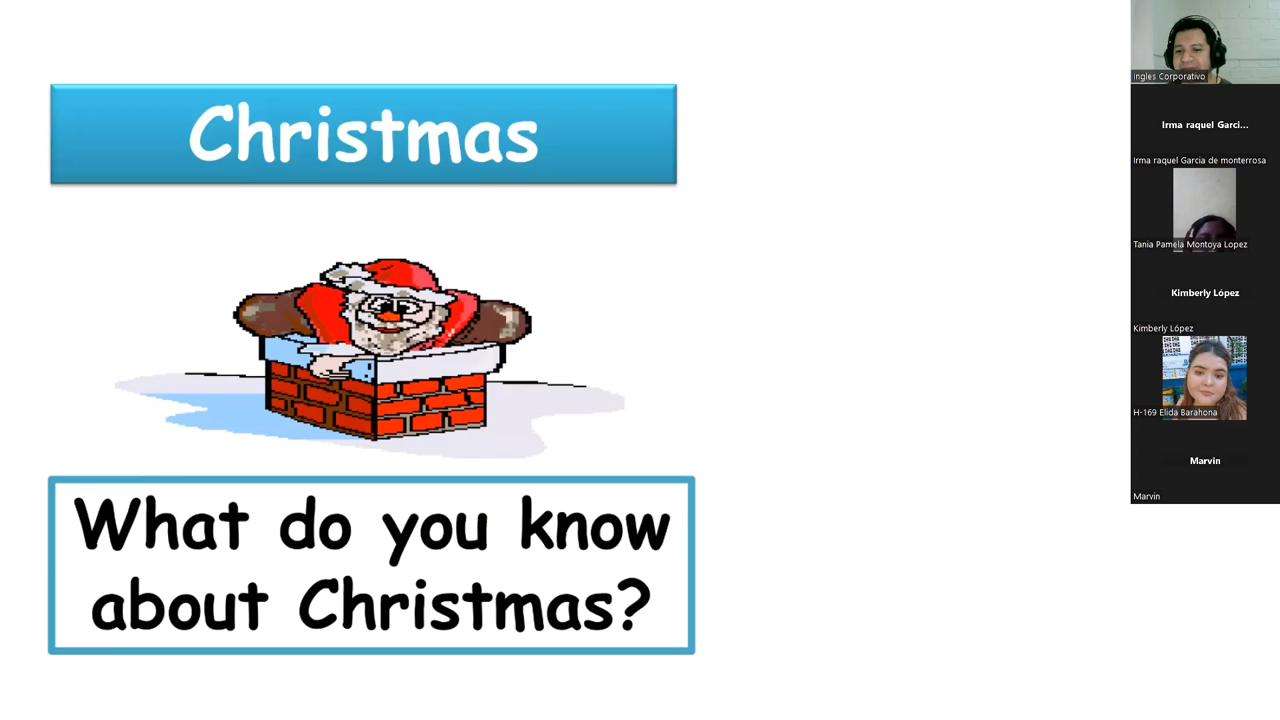 Christmas
What do you know
about Christmas?
Ingles Corporativo
Irma raquel Garci...
Irma raquel Garcia de monterrosa
Tania Pamela Montoya Lopez
Kimberly López
Kimberly López
H-169 Elida Barahona
Marvin
Marvin